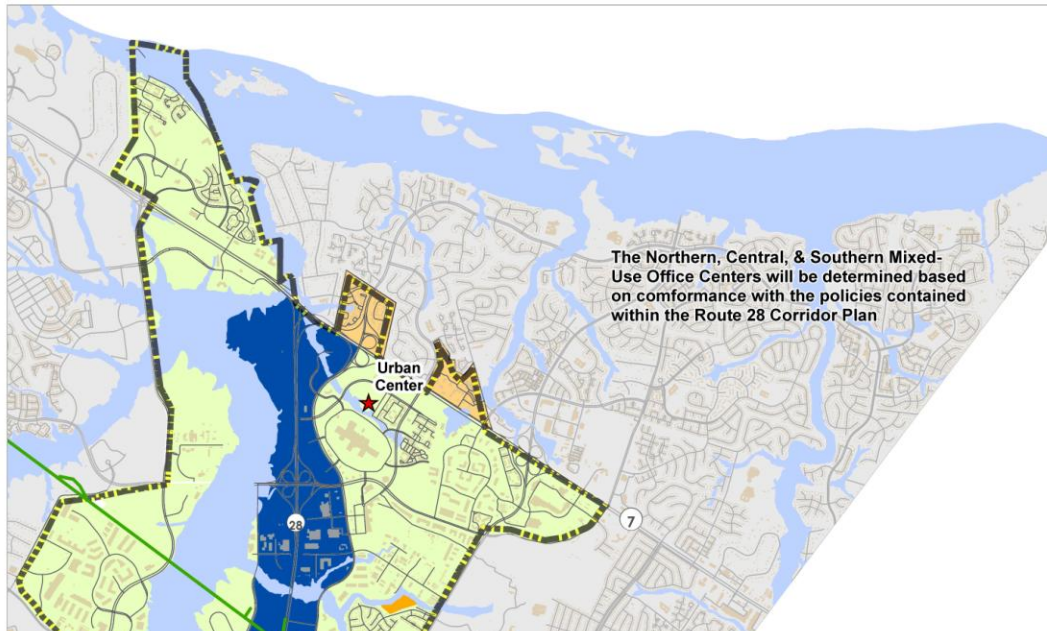 The Northern, Central, & Southern Mixed-
Use Office Centers will be determined based
on comformance with the policies contained
within the Route 28 Corridor Plan
Urban
Center
28
7